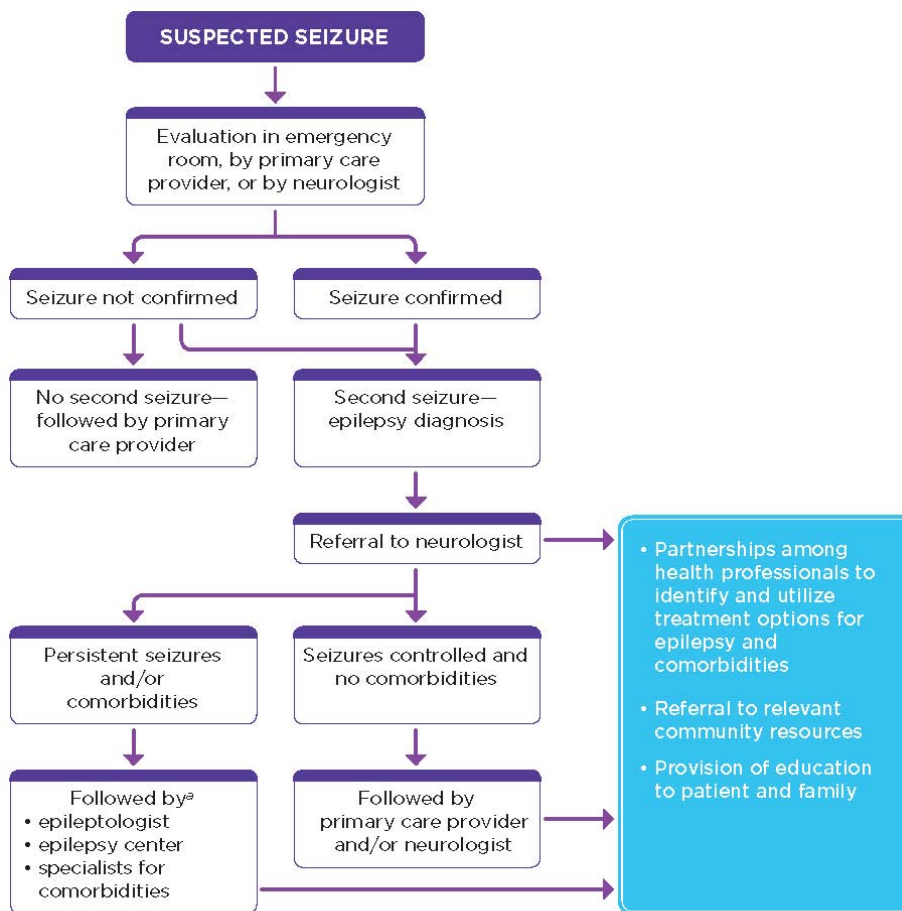 SUSPECTED SEIZURE
Evaluation in emergency
room, by primary care
provider, or by neurologist
Seizure not confirmed
Seizure confirmed
No second seizure—
followed by primary
care provider
Second seizure—
epilepsy diagnosis
Referral to neurologist
• Partnerships among
health professionals to
identify and utilize
treatment options for
epilepsy and
comorbidities
• Referral to relevant
community resources
• Provision of education
to patient and family
Persistent seizures
and/or
comorbidities
Seizures controlled and
no comorbidities
Followed byᵃ
• epileptologist
• epilepsy center
• specialists for
comorbidities
Followed by
primary care provider
and/or neurologist